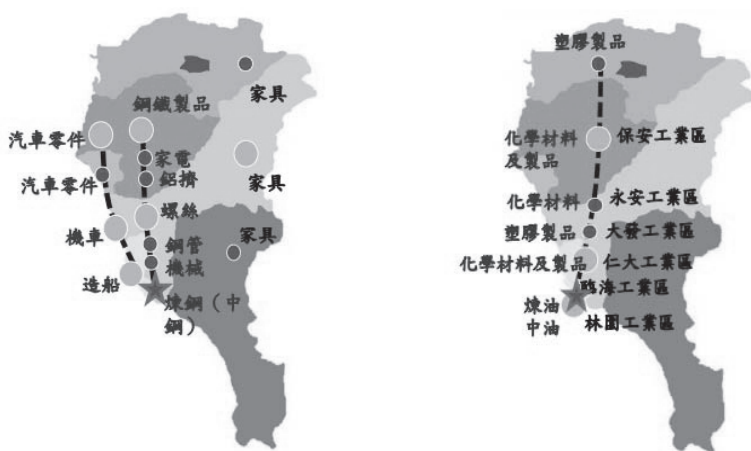 家具
鋼鐵製品
汽車零件
家電
家具
汽車零件
鋁擠
螺絲
機車
鋼管
家具
機械
造船
煉鋼（中
鋼）
塑膠製品
化學材料
及製品
保安工業區
化學材料
永安工業區
塑膠製品
大發工業區
化學材料及製品
仁大工業區
臨海工業區
煉油
中油
林園工業區